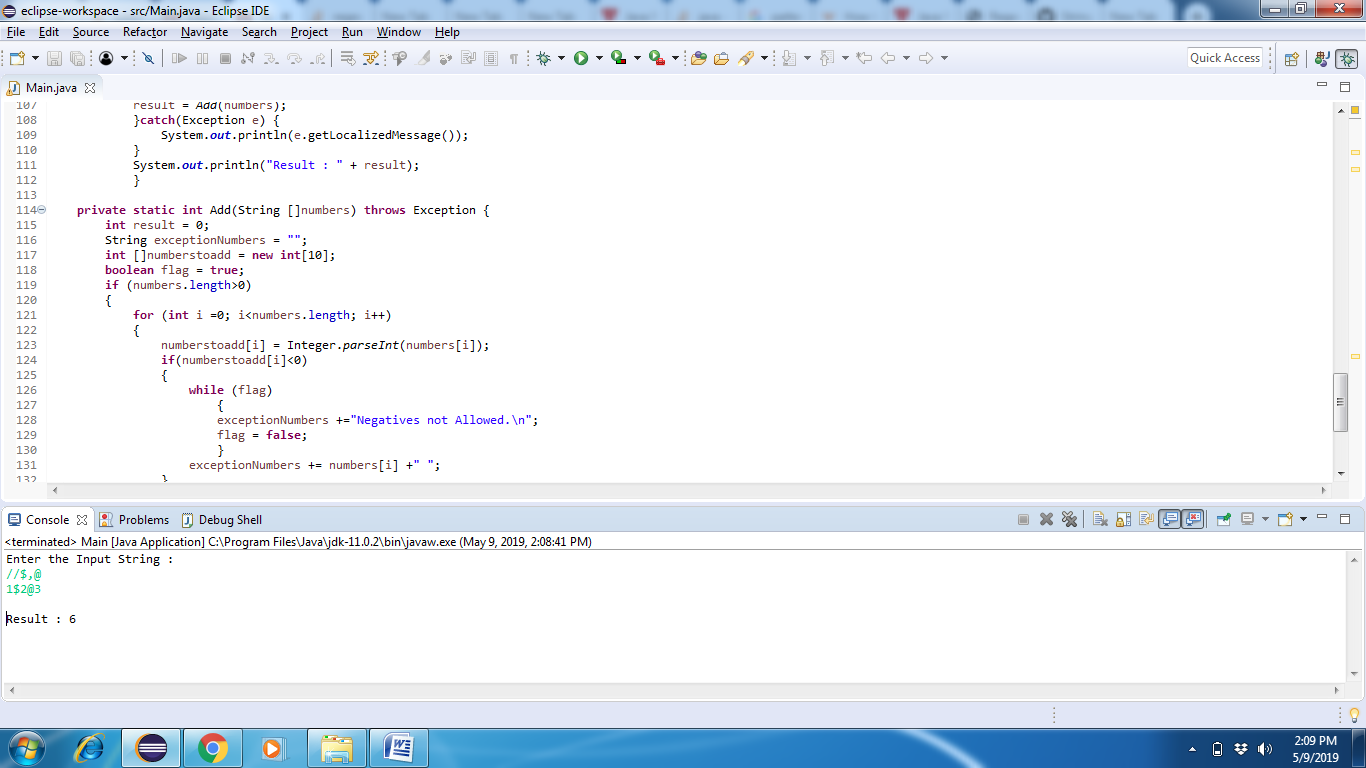 eclipse-workspace - src/Main.java - Eclipse IDE
File Edit Source Refactor Navigate Search Project Run Window Help
Quick Access
Main.java
107 result = Add(numbers);
108 }catch(Exception e) {
109 System.out.println(e.getLocalizedMessage());
110 }
111 System.out.println("Result : " + result);
112 }
113
114 private static int Add(String []numbers) throws Exception {
115 int result = 0;
116 String exceptionNumbers = "";
117 int []numberstoadd = new int[10];
118 boolean flag = true;
119 if (numbers.length>0)
120 {
121 for (int i =0; i<numbers.length; i++)
122 {
123 numberstoadd[i] = Integer.parseInt(numbers[i]);
124 if(numberstoadd[i]<0)
125 {
126 while (flag)
127 {
128 exceptionNumbers +="Negatives not Allowed.\n";
129 flag = false;
130 }
131 exceptionNumbers += numbers[i] +" ";
132 }
Console Problems Debug Shell
<terminated> Main [Java Application] C:\Program Files\Java\jdk-11.0.2\bin\javaw.exe (May 9, 2019, 2:08:41 PM)
Enter the Input String :
//$,@
1$2@3
Result : 6
2:09 PM
5/9/2019